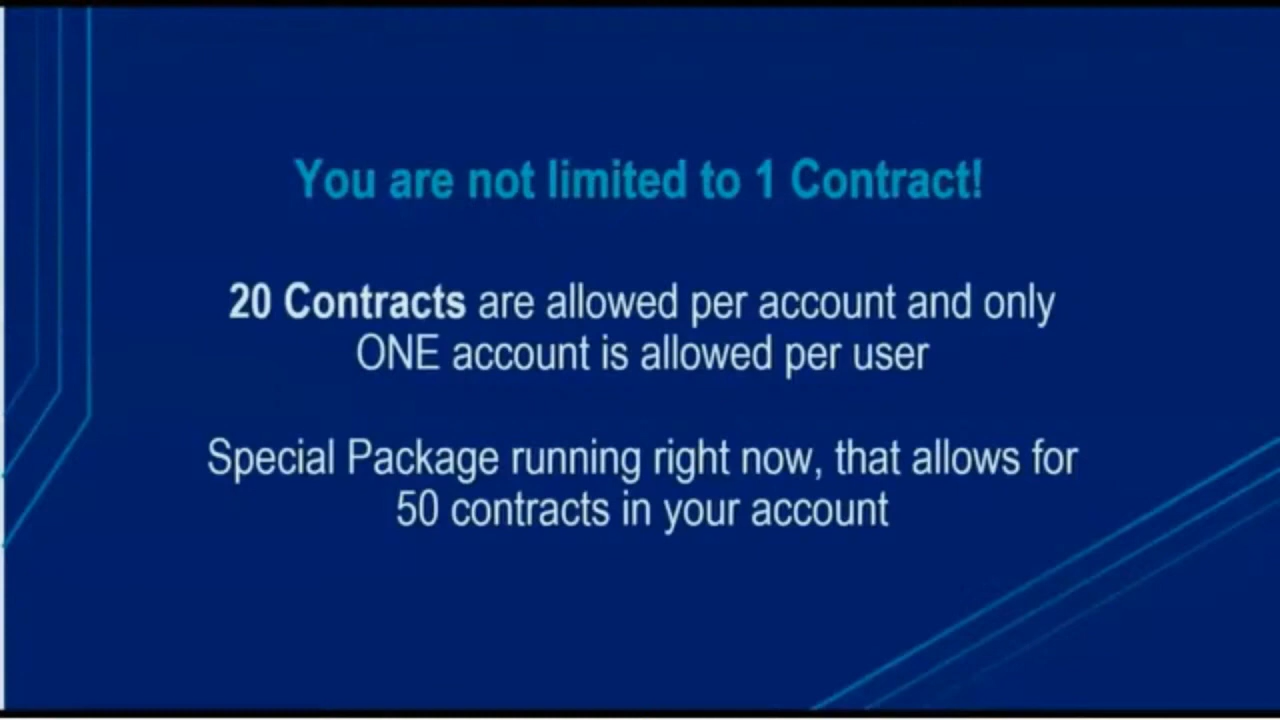 You are not limited to 1 Contract!
20 Contracts are allowed per account and only
ONE account is allowed per user
Special Package running right now, that allows for
50 contracts in your account